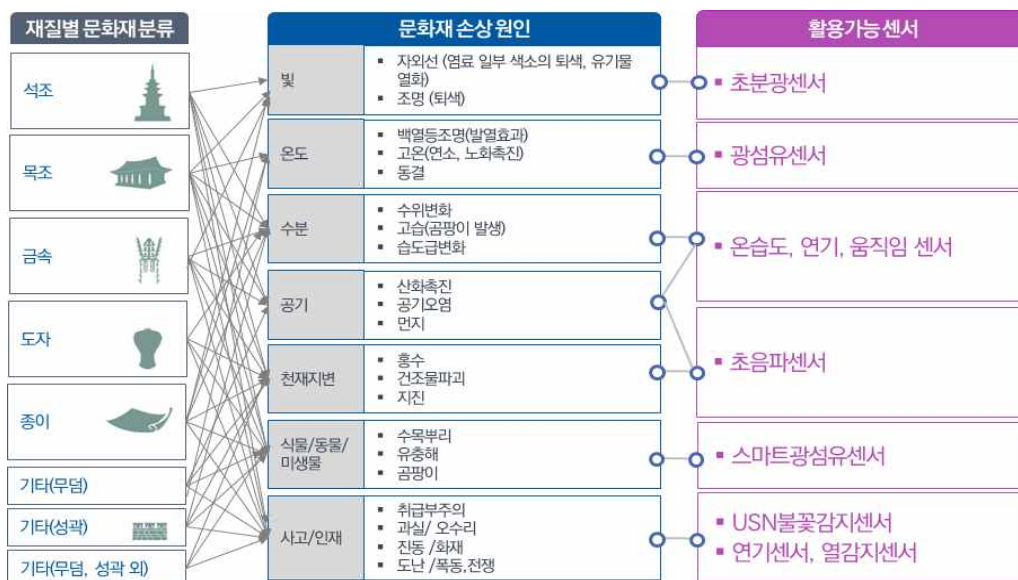 재질별 문화재 분류
석조
목조
금속
도자
종이
기타(무덤)
기타(성곽)
기타(무덤, 성곽 외)
문화재 손상 원인
빛
▪ 자외선 (염료 일부 색소의 퇴색, 유기물
열화)
▪ 조명 (퇴색)
온도
▪ 백열등조명(발열효과)
▪ 고온(연소, 노화촉진)
▪ 동결
수분
▪ 수위변화
▪ 고습(곰팡이 발생)
▪ 습도급변화
공기
▪ 산화촉진
▪ 공기오염
▪ 먼지
천재지변
▪ 홍수
▪ 건조물파괴
▪ 지진
식물/동물/
미생물
▪ 수목뿌리
▪ 유충해
▪ 곰팡이
사고/인재
▪ 취급부주의
▪ 과실/ 오수리
▪ 진동 /화재
▪ 도난 /폭동,전쟁
활용가능 센서
▪ 초분광센서
▪ 광섬유센서
▪ 온습도, 연기, 움직임 센서
▪ 초음파센서
▪ 스마트광섬유센서
▪ USN불꽃감지센서
▪ 연기센서, 열감지센서